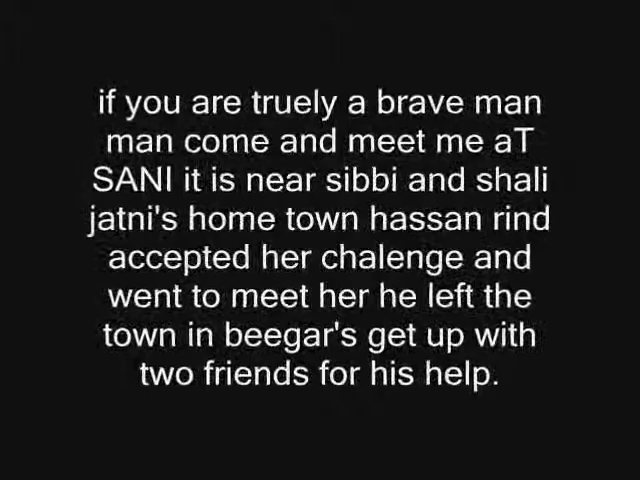 if you are truely a brave man
man come and meet me aT
SANI it is near sibbi and shali
jatni's home town hassan rind
accepted her chalenge and
went to meet her he left the
town in beegar's get up with
two friends for his help.